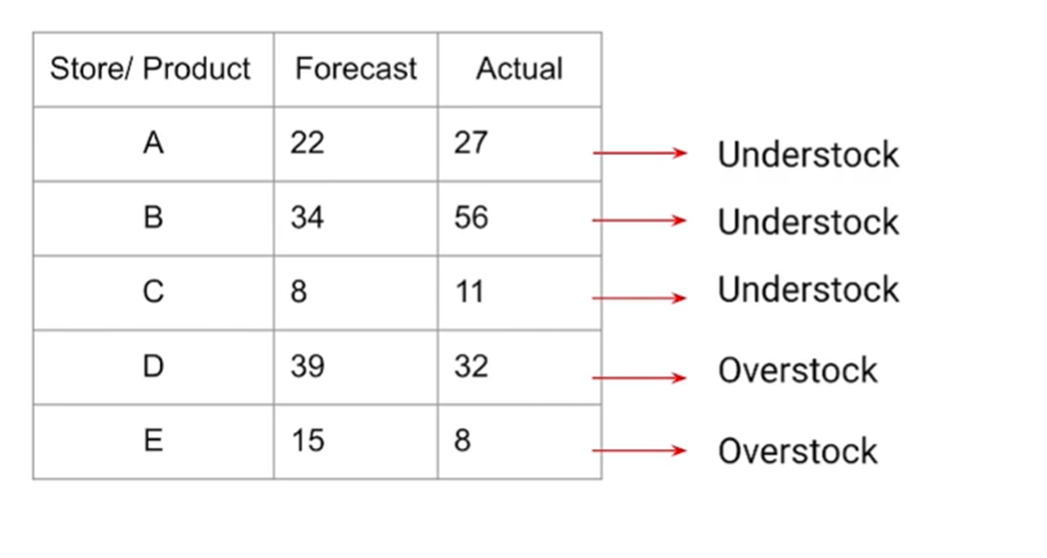 Store/ Product Forecast Actual
A 22 27 Understock
B 34 56 Understock
C 8 11 Understock
D 39 32 Overstock
E 15 8 Overstock